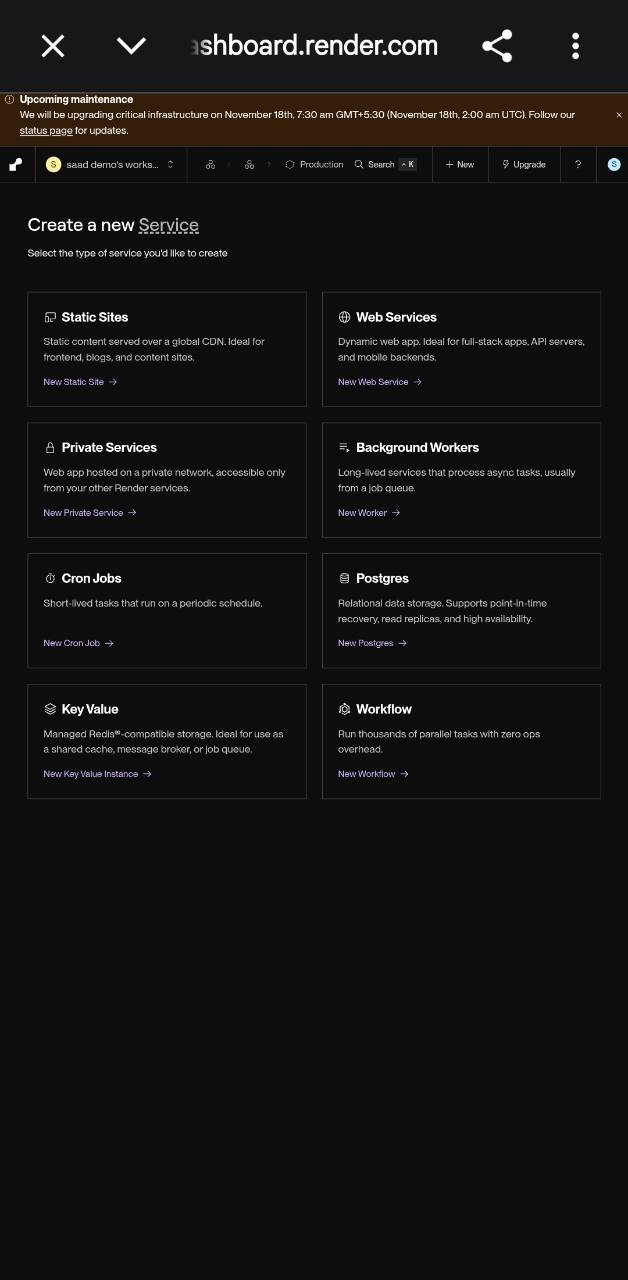 shboard.render.com
Upcoming maintenance
We will be upgrading critical infrastructure on November 18th, 7:30 am GMT+5:30 (November 18th, 2:00 am UTC). Follow our
status page for updates.
S saad demo's works... Production Search ^ K + New Upgrade ? S
Create a new Service
Select the type of service you'd like to create
Static Sites
Static content served over a global CDN. Ideal for
frontend, blogs, and content sites.
New Static Site →
Web Services
Dynamic web app. Ideal for full-stack apps, API servers,
and mobile backends.
New Web Service →
Private Services
Web app hosted on a private network, accessible only
from your other Render services.
New Private Service →
Background Workers
Long-lived services that process async tasks, usually
from a job queue.
New Worker →
Cron Jobs
Short-lived tasks that run on a periodic schedule.
New Cron Job →
Postgres
Relational data storage. Supports point-in-time
recovery, read replicas, and high availability.
New Postgres →
Key Value
Managed Redis®-compatible storage. Ideal for use as
a shared cache, message broker, or job queue.
New Key Value Instance →
Workflow
Run thousands of parallel tasks with zero ops
overhead.
New Workflow →